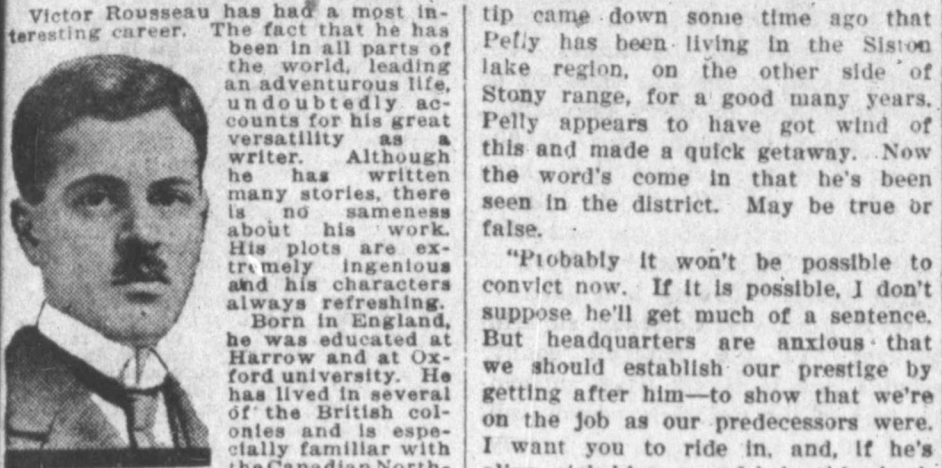 Victor Rousseau has had a most in-
teresting career. The fact that he has
been in all parts of
the world, leading
an adventurous life,
undoubtedly ac-
counts for his great
versatility as a
writer. Although
he has written
many stories, there
is no sameness
about his work.
His plots are ex-
tremely ingenious
and his characters
always refreshing.
Born in England,
he was educated at
Harrow and at Ox-
ford university. He
has lived in several
of the British col-
onies and is espe-
cially familiar with
the Canadian North-
tip came down some time ago that
Pelly has been living in the Siston
lake region, on the other side of
Stony range, for a good many years.
Pelly appears to have got wind of
this and made a quick getaway. Now
the word's come in that he's been
seen in the district. May be true or
false.
"Probably it won't be possible to
convict now. If it is possible, I don't
suppose he'll get much of a sentence.
But headquarters are anxious that
we should establish our prestige by
getting after him—to show that we're
on the job as our predecessors were.
I want you to ride in, and, if he's